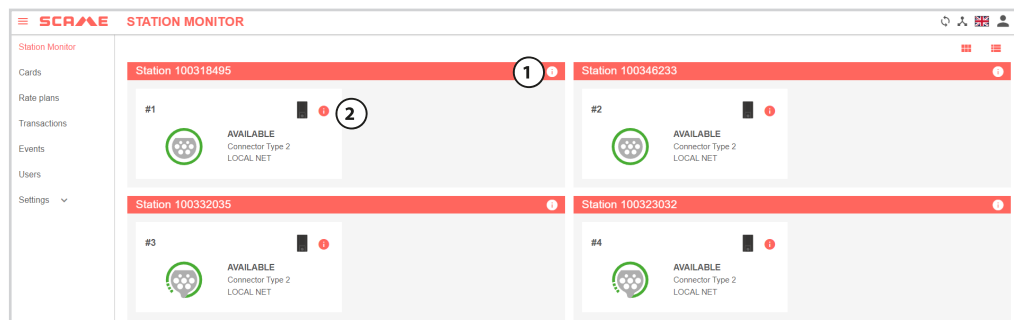 SCAME STATION MONITOR
Station Monitor
Cards
Rate plans
Transactions
Events
Users
Settings
Station 100318495
1
#1
2
AVAILABLE
Connector Type 2
LOCAL NET
Station 100346233
#2
AVAILABLE
Connector Type 2
LOCAL NET
Station 100332035
#3
AVAILABLE
Connector Type 2
LOCAL NET
Station 100323032
#4
AVAILABLE
Connector Type 2
LOCAL NET